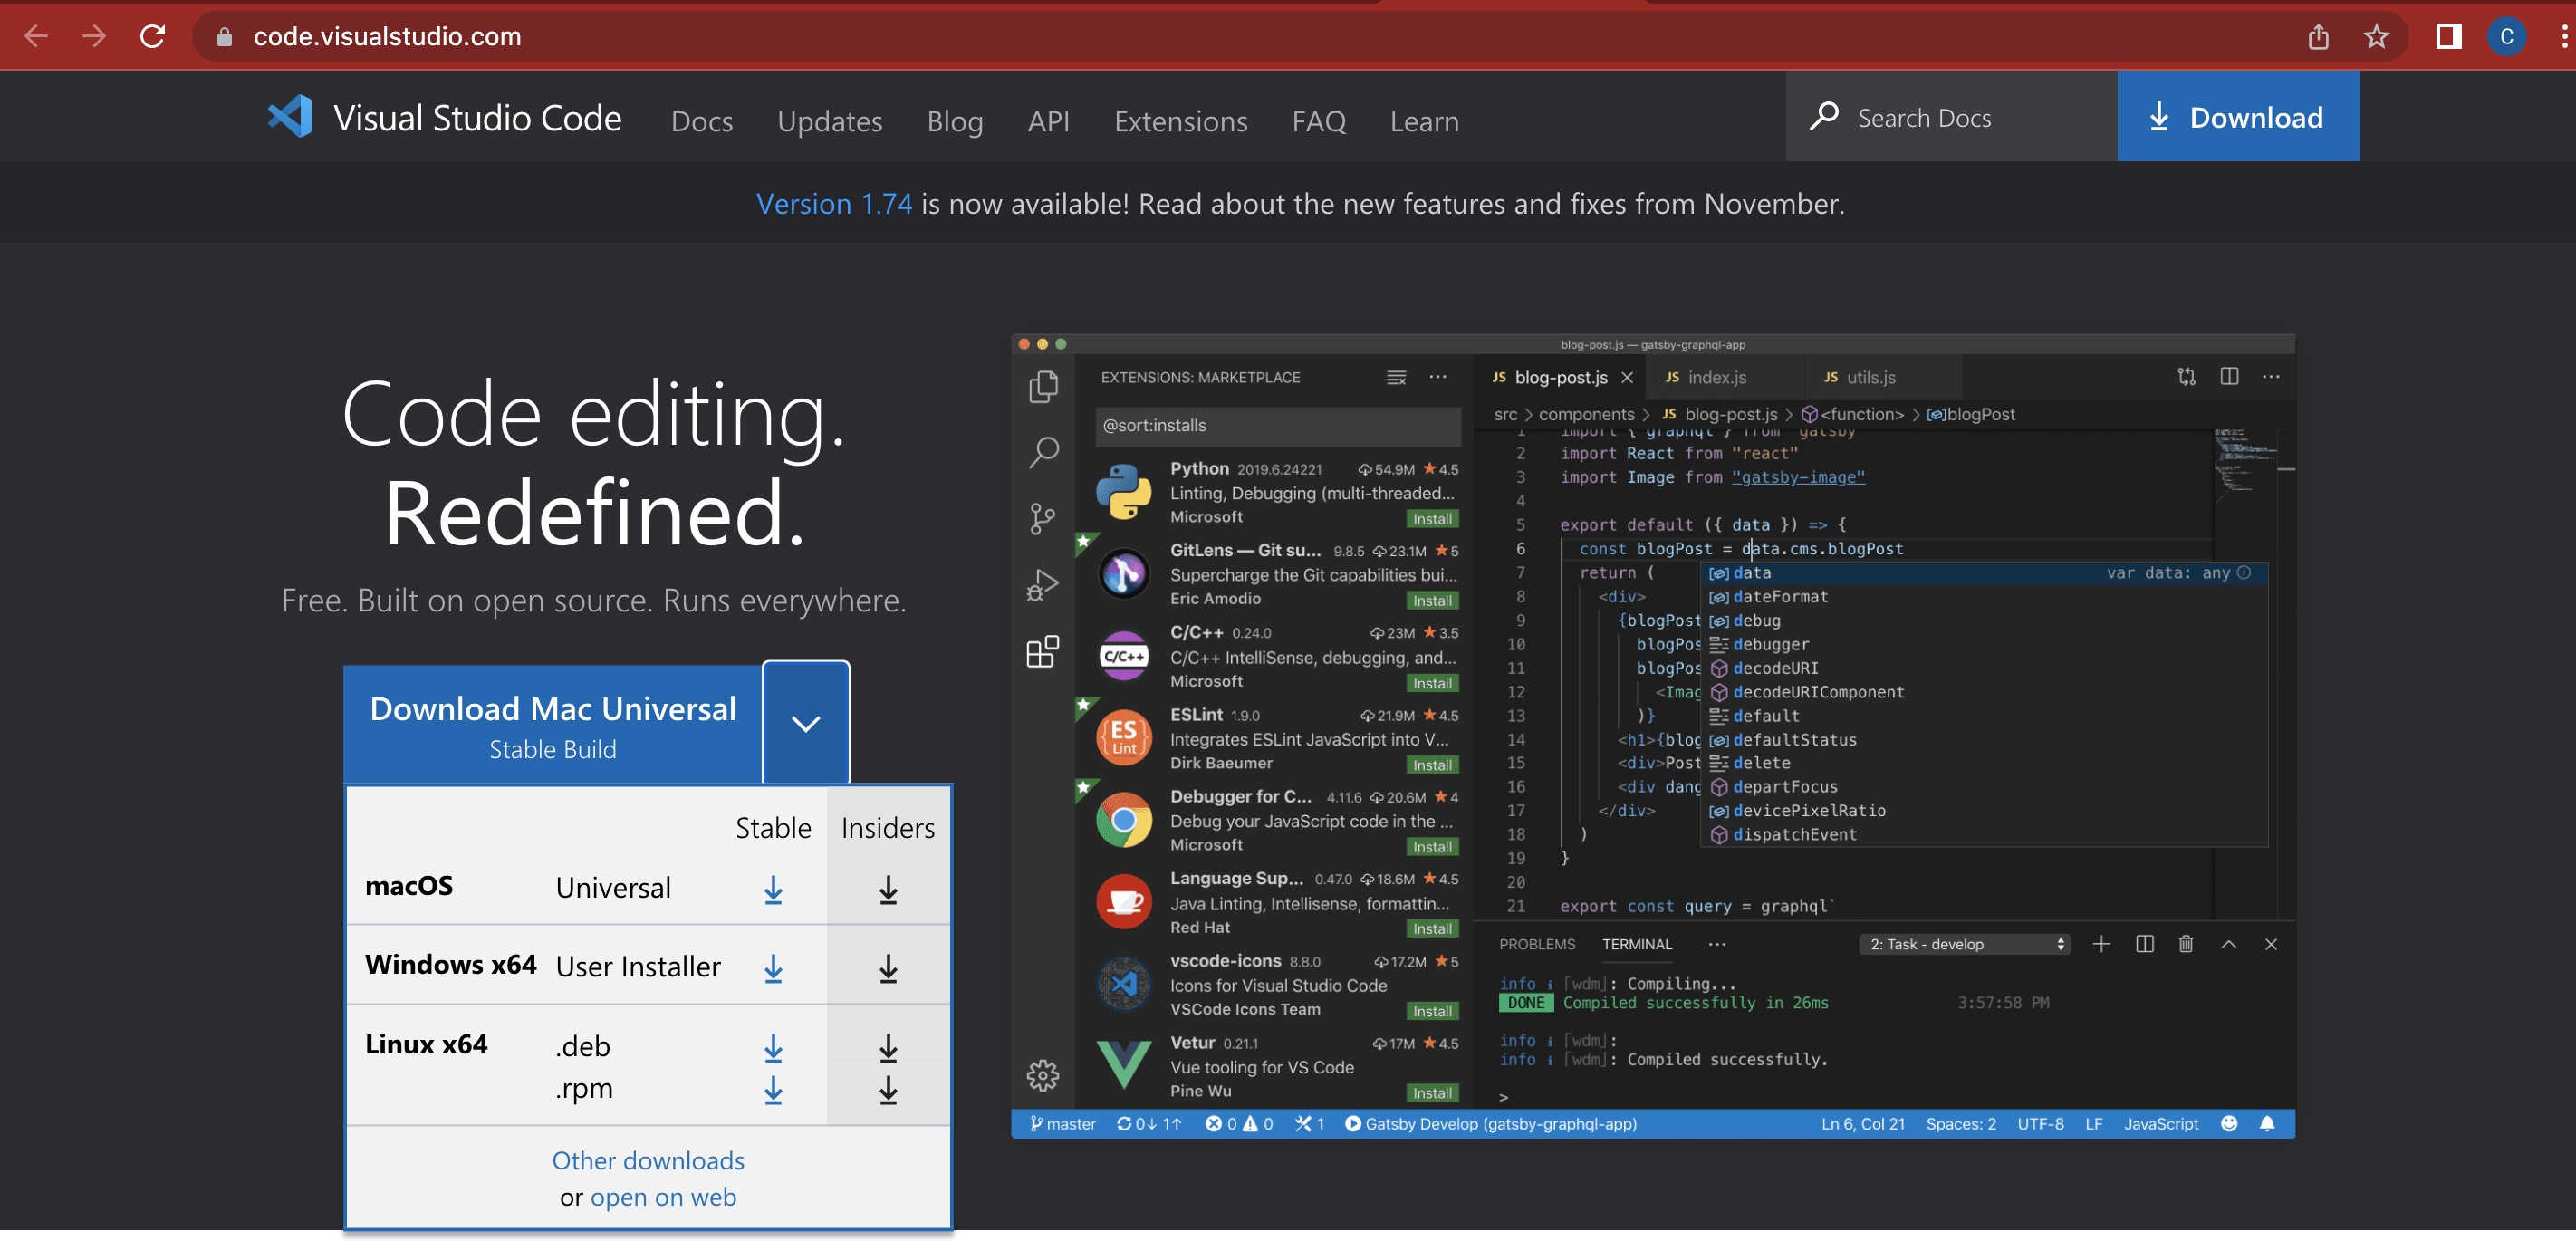 code.visualstudio.com
C
Visual Studio Code Docs Updates Blog API Extensions FAQ Learn Search Docs Download
Version 1.74 is now available! Read about the new features and fixes from November.
Code editing.
Redefined.
Free. Built on open source. Runs everywhere.
Download Mac Universal
Stable Build
Stable Insiders
macOS Universal
Windows x64 User Installer
Linux x64 .deb
.rpm
Other downloads
or open on web
blog-post.js — gatsby-graphql-app
EXTENSIONS: MARKETPLACE
@sort:installs
Python 2019.6.24221 54.9M 4.5
Linting, Debugging (multi-threaded...
Microsoft Install
GitLens — Git su... 9.8.5 23.1M 5
Supercharge the Git capabilities bui...
Eric Amodio Install
C/C++
C/C++ 0.24.0 23M 3.5
C/C++ IntelliSense, debugging, and...
Microsoft Install
ES
Lint
ESLint 1.9.0 21.9M 4.5
Integrates ESLint JavaScript into V...
Dirk Baeumer Install
Debugger for C... 4.11.6 20.6M 4
Debug your JavaScript code in the ...
Microsoft Install
Language Sup... 0.47.0 18.6M 4.5
Java Linting, Intellisense, formattin...
Red Hat Install
vscode-icons 8.8.0 17.2M 5
Icons for Visual Studio Code
VSCode Icons Team Install
Vetur 0.21.1 17M 4.5
Vue tooling for VS Code
Pine Wu Install
JS blog-post.js JS index.js JS utils.js
src > components > JS blog-post.js > <function> > blogPost
1 import { graphql } from "gatsby"
2 import React from "react"
3 import Image from "gatsby-image"
4
5 export default ({ data }) => {
6 const blogPost = data.cms.blogPost
7 return (
8 <div>
9 {blogPost
10 blogPos
11 blogPos
12 <Imag
13 )}
14 <h1>{blog
15 <div>Post
16 <div dang
17 </div>
18 )
19 }
20
21 export const query = graphql`
data var data: any
dateFormat
debug
debugger
decodeURI
decodeURIComponent
default
defaultStatus
delete
departFocus
devicePixelRatio
dispatchEvent
PROBLEMS TERMINAL 2: Task - develop
info i ｢wdm｣: Compiling...
DONE Compiled successfully in 26ms 3:57:58 PM
info i ｢wdm｣:
info i ｢wdm｣: Compiled successfully.
>
master 0↓ 1↑ 0 0 1 Gatsby Develop (gatsby-graphql-app) Ln 6, Col 21 Spaces: 2 UTF-8 LF JavaScript